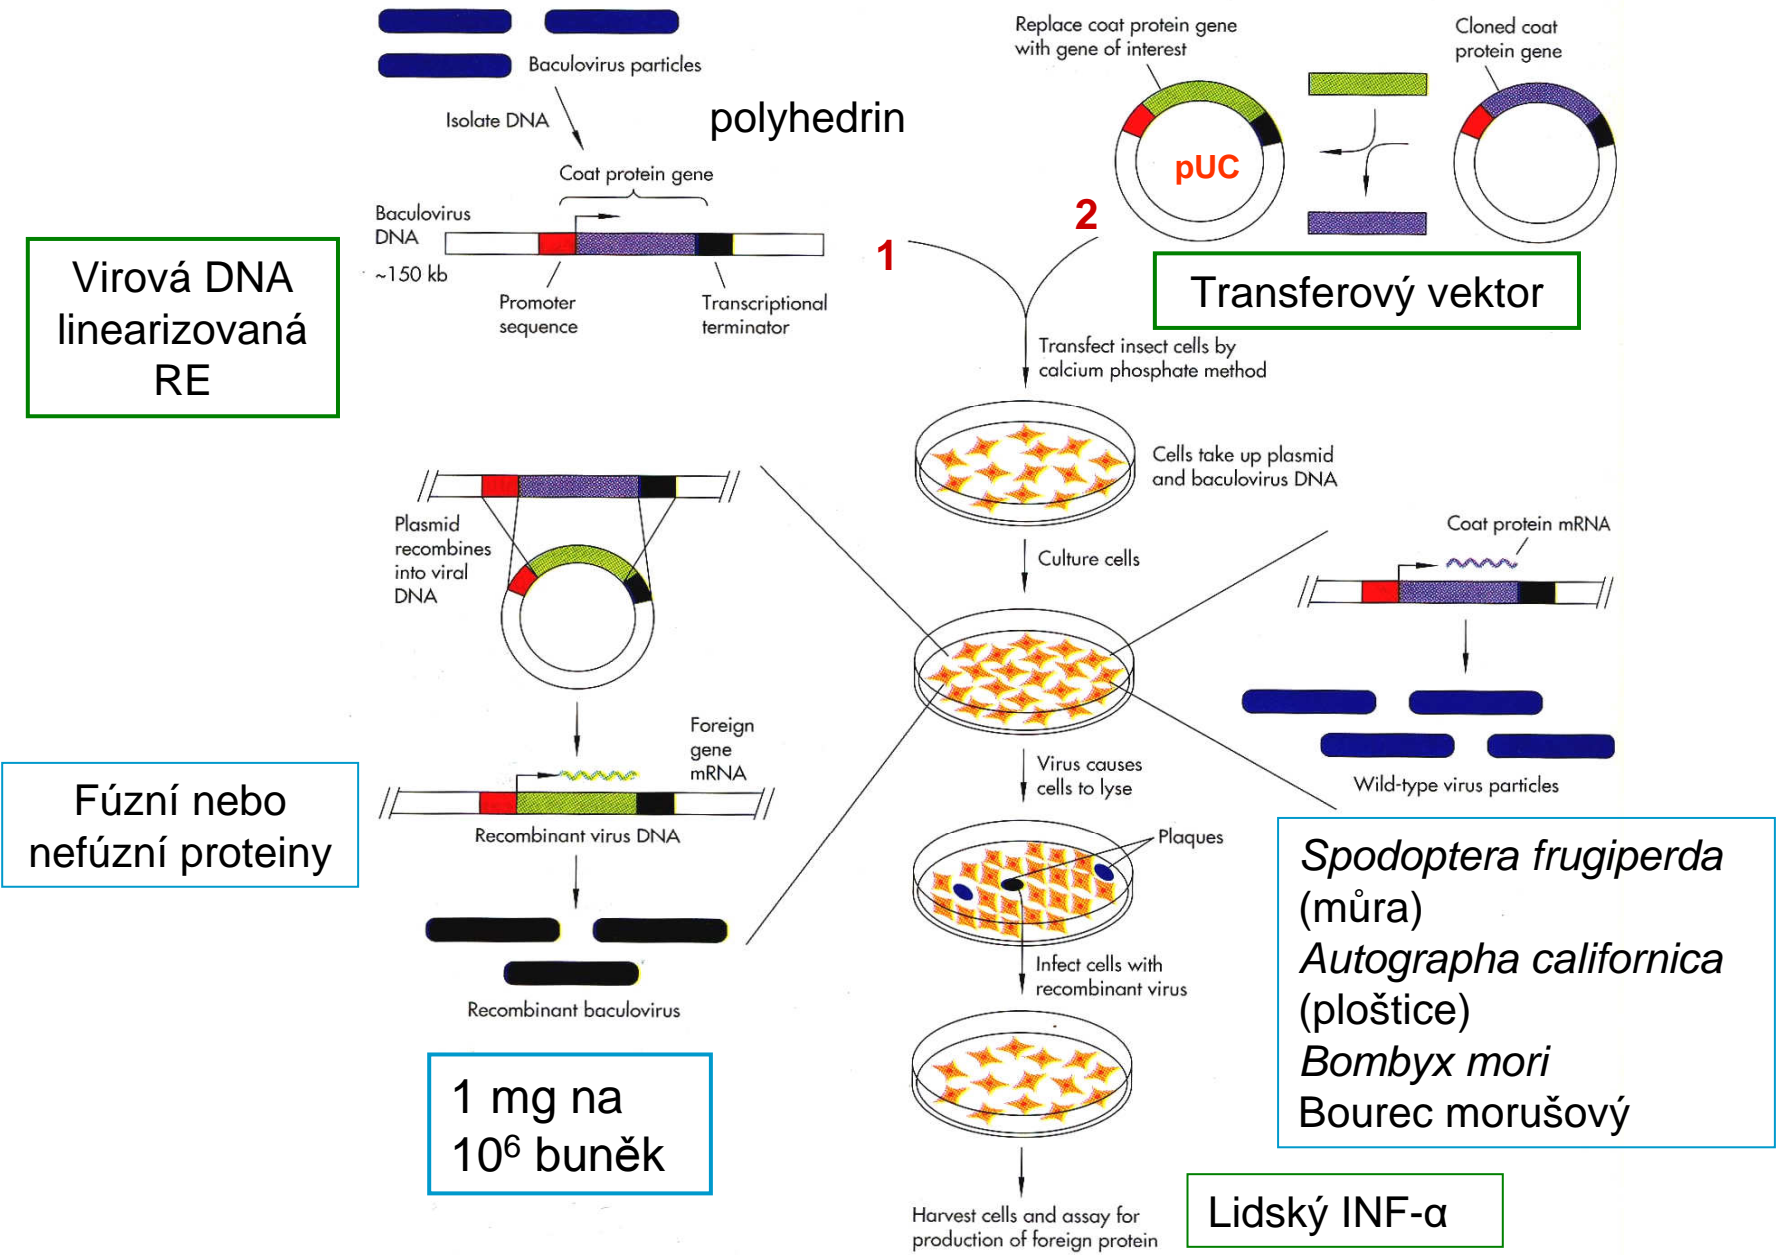 Baculovirus particles
Isolate DNA
polyhedrin
Coat protein gene
Baculovirus
DNA
~150 kb
Promoter
sequence
Transcriptional
terminator
Virová DNA
linearizovaná
RE
1
2
Replace coat protein gene
with gene of interest
Cloned coat
protein gene
pUC
Transferový vektor
Transfect insect cells by
calcium phosphate method
Cells take up plasmid
and baculovirus DNA
Culture cells
Plasmid
recombines
into viral
DNA
Foreign
gene
mRNA
Recombinant virus DNA
Recombinant baculovirus
Fúzní nebo
nefúzní proteiny
1 mg na
10⁶ buněk
Coat protein mRNA
Wild-type virus particles
Virus causes
cells to lyse
Plaques
Infect cells with
recombinant virus
Spodoptera frugiperda
(můra)
Autographa californica
(ploštice)
Bombyx mori
Bourec morušový
Harvest cells and assay for
production of foreign protein
Lidský INF-α